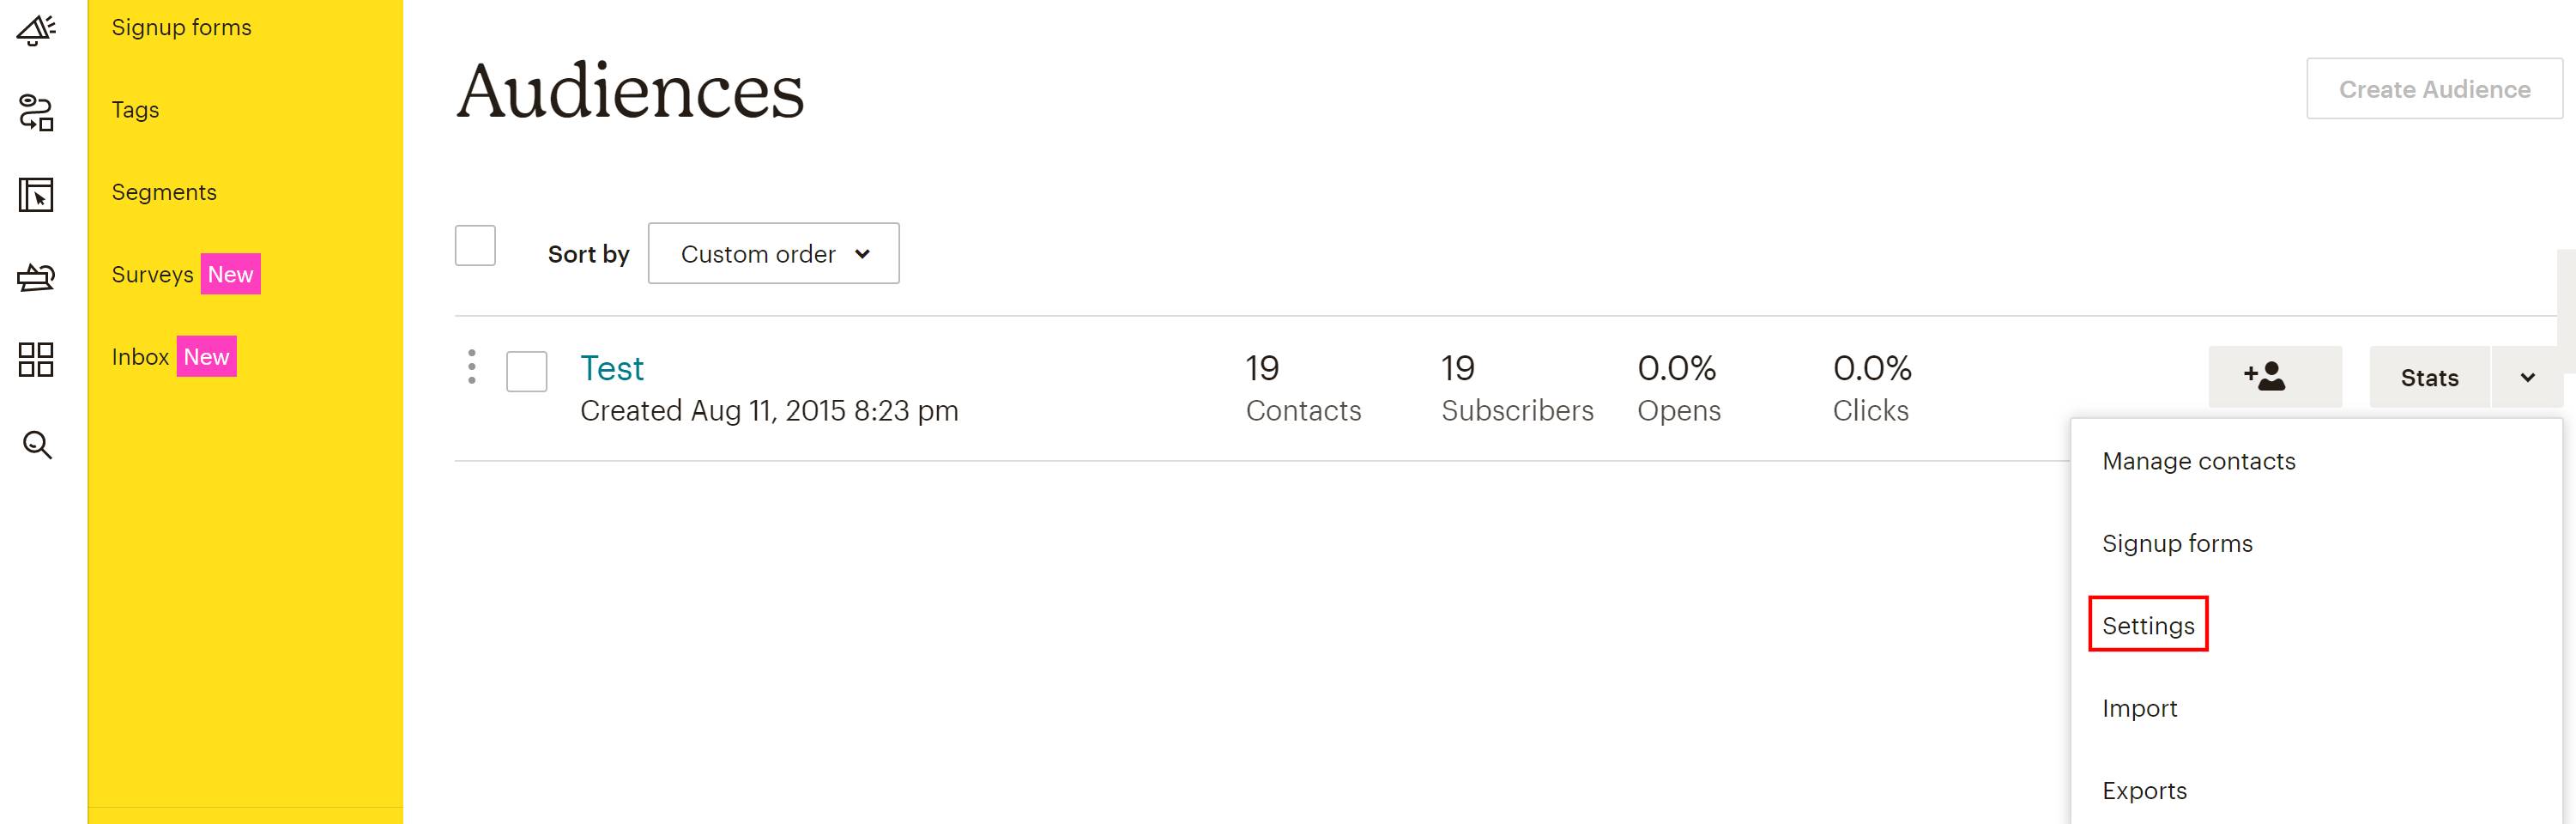 Signup forms
Tags
Segments
Surveys New
Inbox New
Audiences
Create Audience
Sort by Custom order
Test
Created Aug 11, 2015 8:23 pm
19 Contacts
19 Subscribers
0.0% Opens
0.0% Clicks
Stats
Manage contacts
Signup forms
Settings
Import
Exports